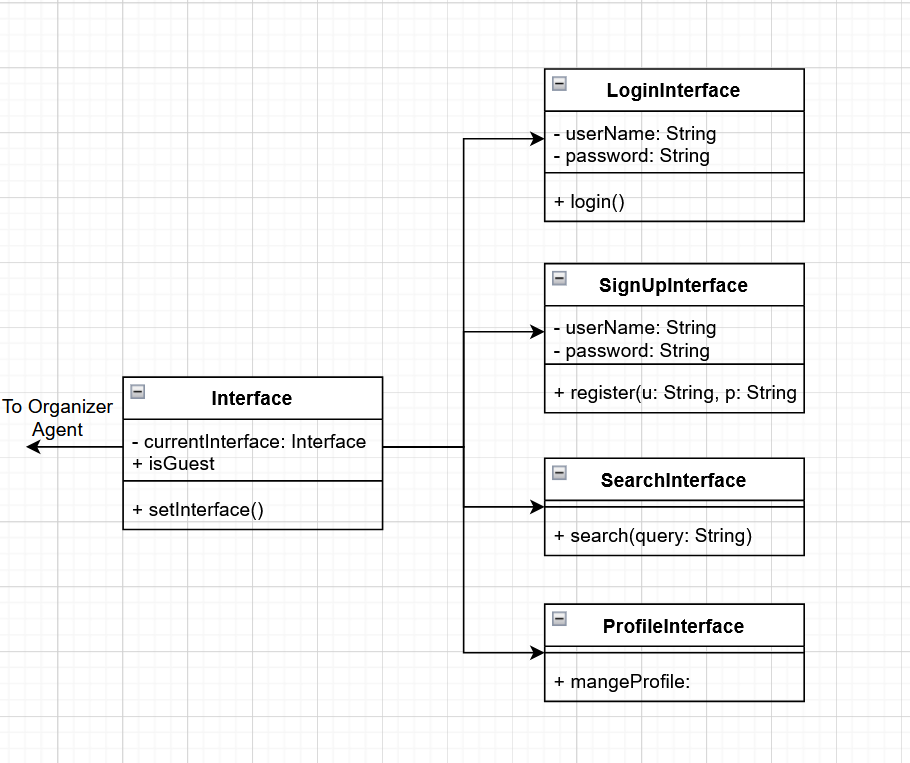 To Organizer
Agent
Interface
- currentInterface: Interface
+ isGuest
+ setInterface()
LoginInterface
- userName: String
- password: String
+ login()
SignUpInterface
- userName: String
- password: String
+ register(u: String, p: String
SearchInterface
+ search(query: String)
ProfileInterface
+ mangeProfile: